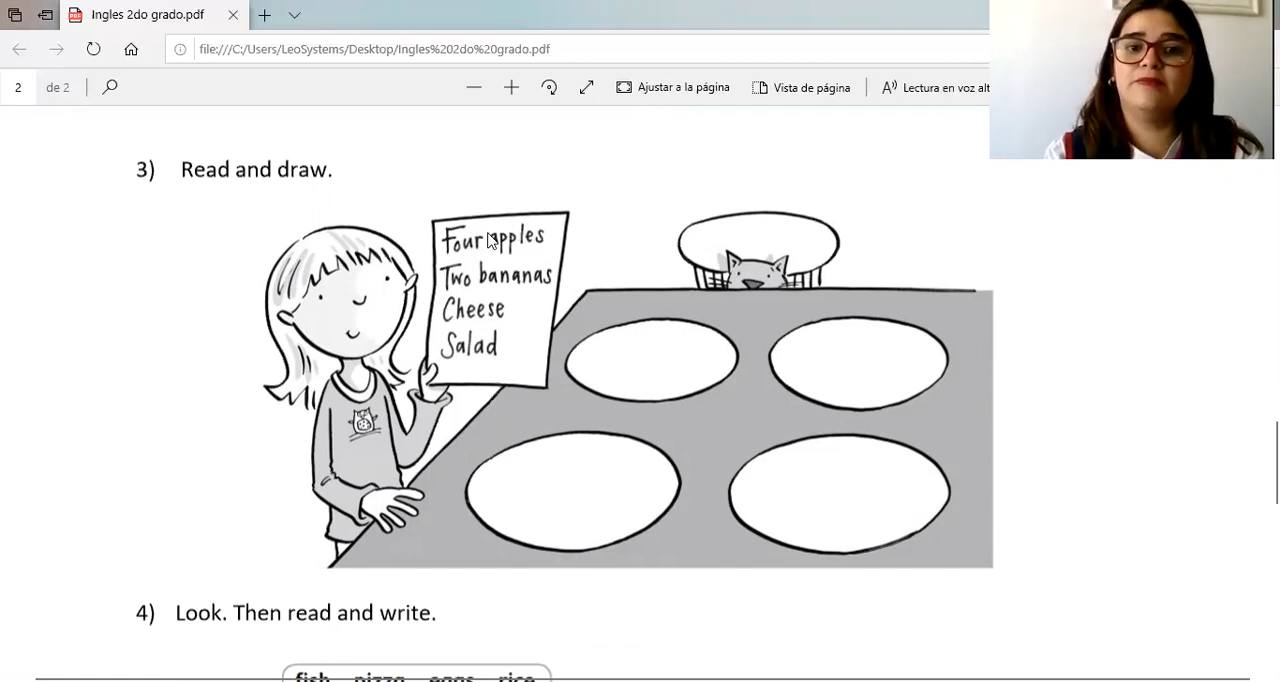 Ingles 2do grado.pdf
file:///C:/Users/LeoSystems/Desktop/Ingles%202do%20grado.pdf
2 de 2
Ajustar a la página
Vista de página
Lectura en voz alt
3) Read and draw.
Four apples
Two bananas
Cheese
Salad
4) Look. Then read and write.
fish pizza eggs rice